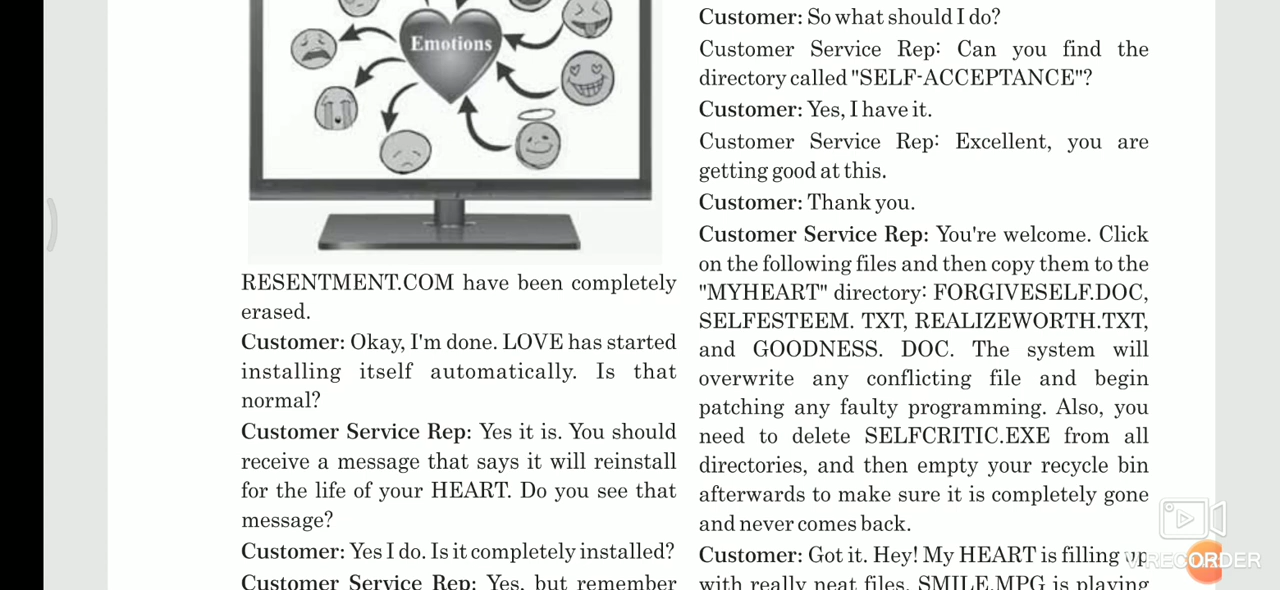 Emotions
RESENTMENT.COM have been completely
erased.
Customer: Okay, I'm done. LOVE has started
installing itself automatically. Is that
normal?
Customer Service Rep: Yes it is. You should
receive a message that says it will reinstall
for the life of your HEART. Do you see that
message?
Customer: Yes I do. Is it completely installed?
Customer Service Rep: Yes, but remember
Customer: So what should I do?
Customer Service Rep: Can you find the
directory called "SELF-ACCEPTANCE"?
Customer: Yes, I have it.
Customer Service Rep: Excellent, you are
getting good at this.
Customer: Thank you.
Customer Service Rep: You're welcome. Click
on the following files and then copy them to the
"MYHEART" directory: FORGIVESELF.DOC,
SELFESTEEM. TXT, REALIZEWORTH.TXT,
and GOODNESS. DOC. The system will
overwrite any conflicting file and begin
patching any faulty programming. Also, you
need to delete SELFCRITIC.EXE from all
directories, and then empty your recycle bin
afterwards to make sure it is completely gone
and never comes back.
Customer: Got it. Hey! My HEART is filling up
with really neat files. SMILE.MPG is playing
VRECORDER